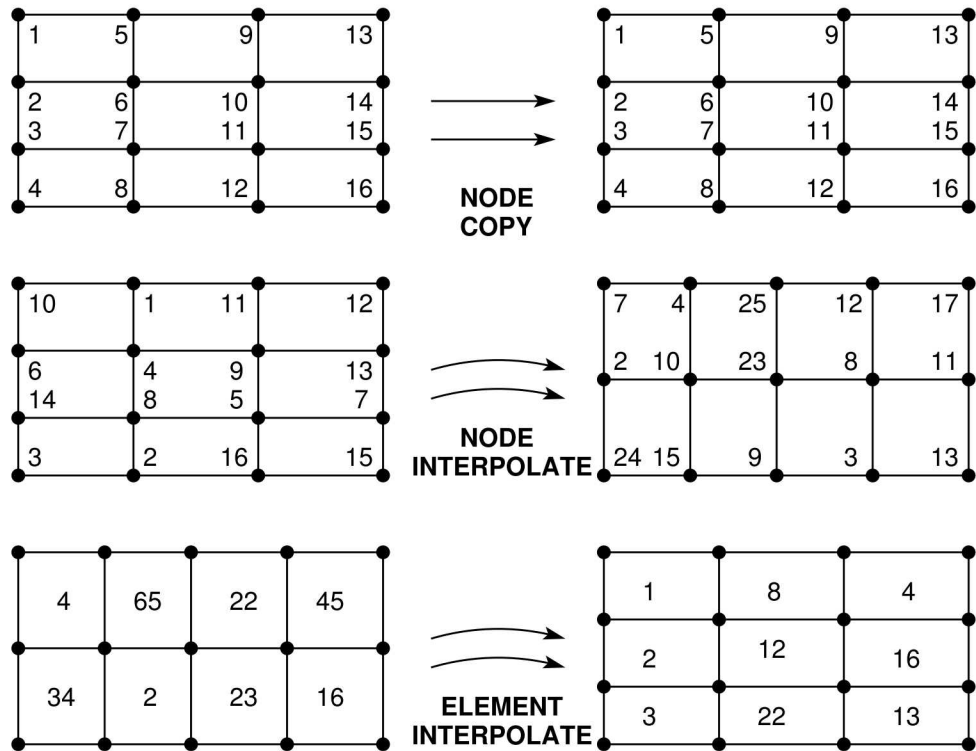 1 5 9 13
2 6 10 14
3 7 11 15
4 8 12 16
NODE
COPY
1 5 9 13
2 6 10 14
3 7 11 15
4 8 12 16
10 1 11 12
6 4 9 13
14 8 5 7
3 2 16 15
NODE
INTERPOLATE
7 4 25 12 17
2 10 23 8 11
24 15 9 3 13
4 65 22 45
34 2 23 16
ELEMENT
INTERPOLATE
1 8 4
2 12 16
3 22 13